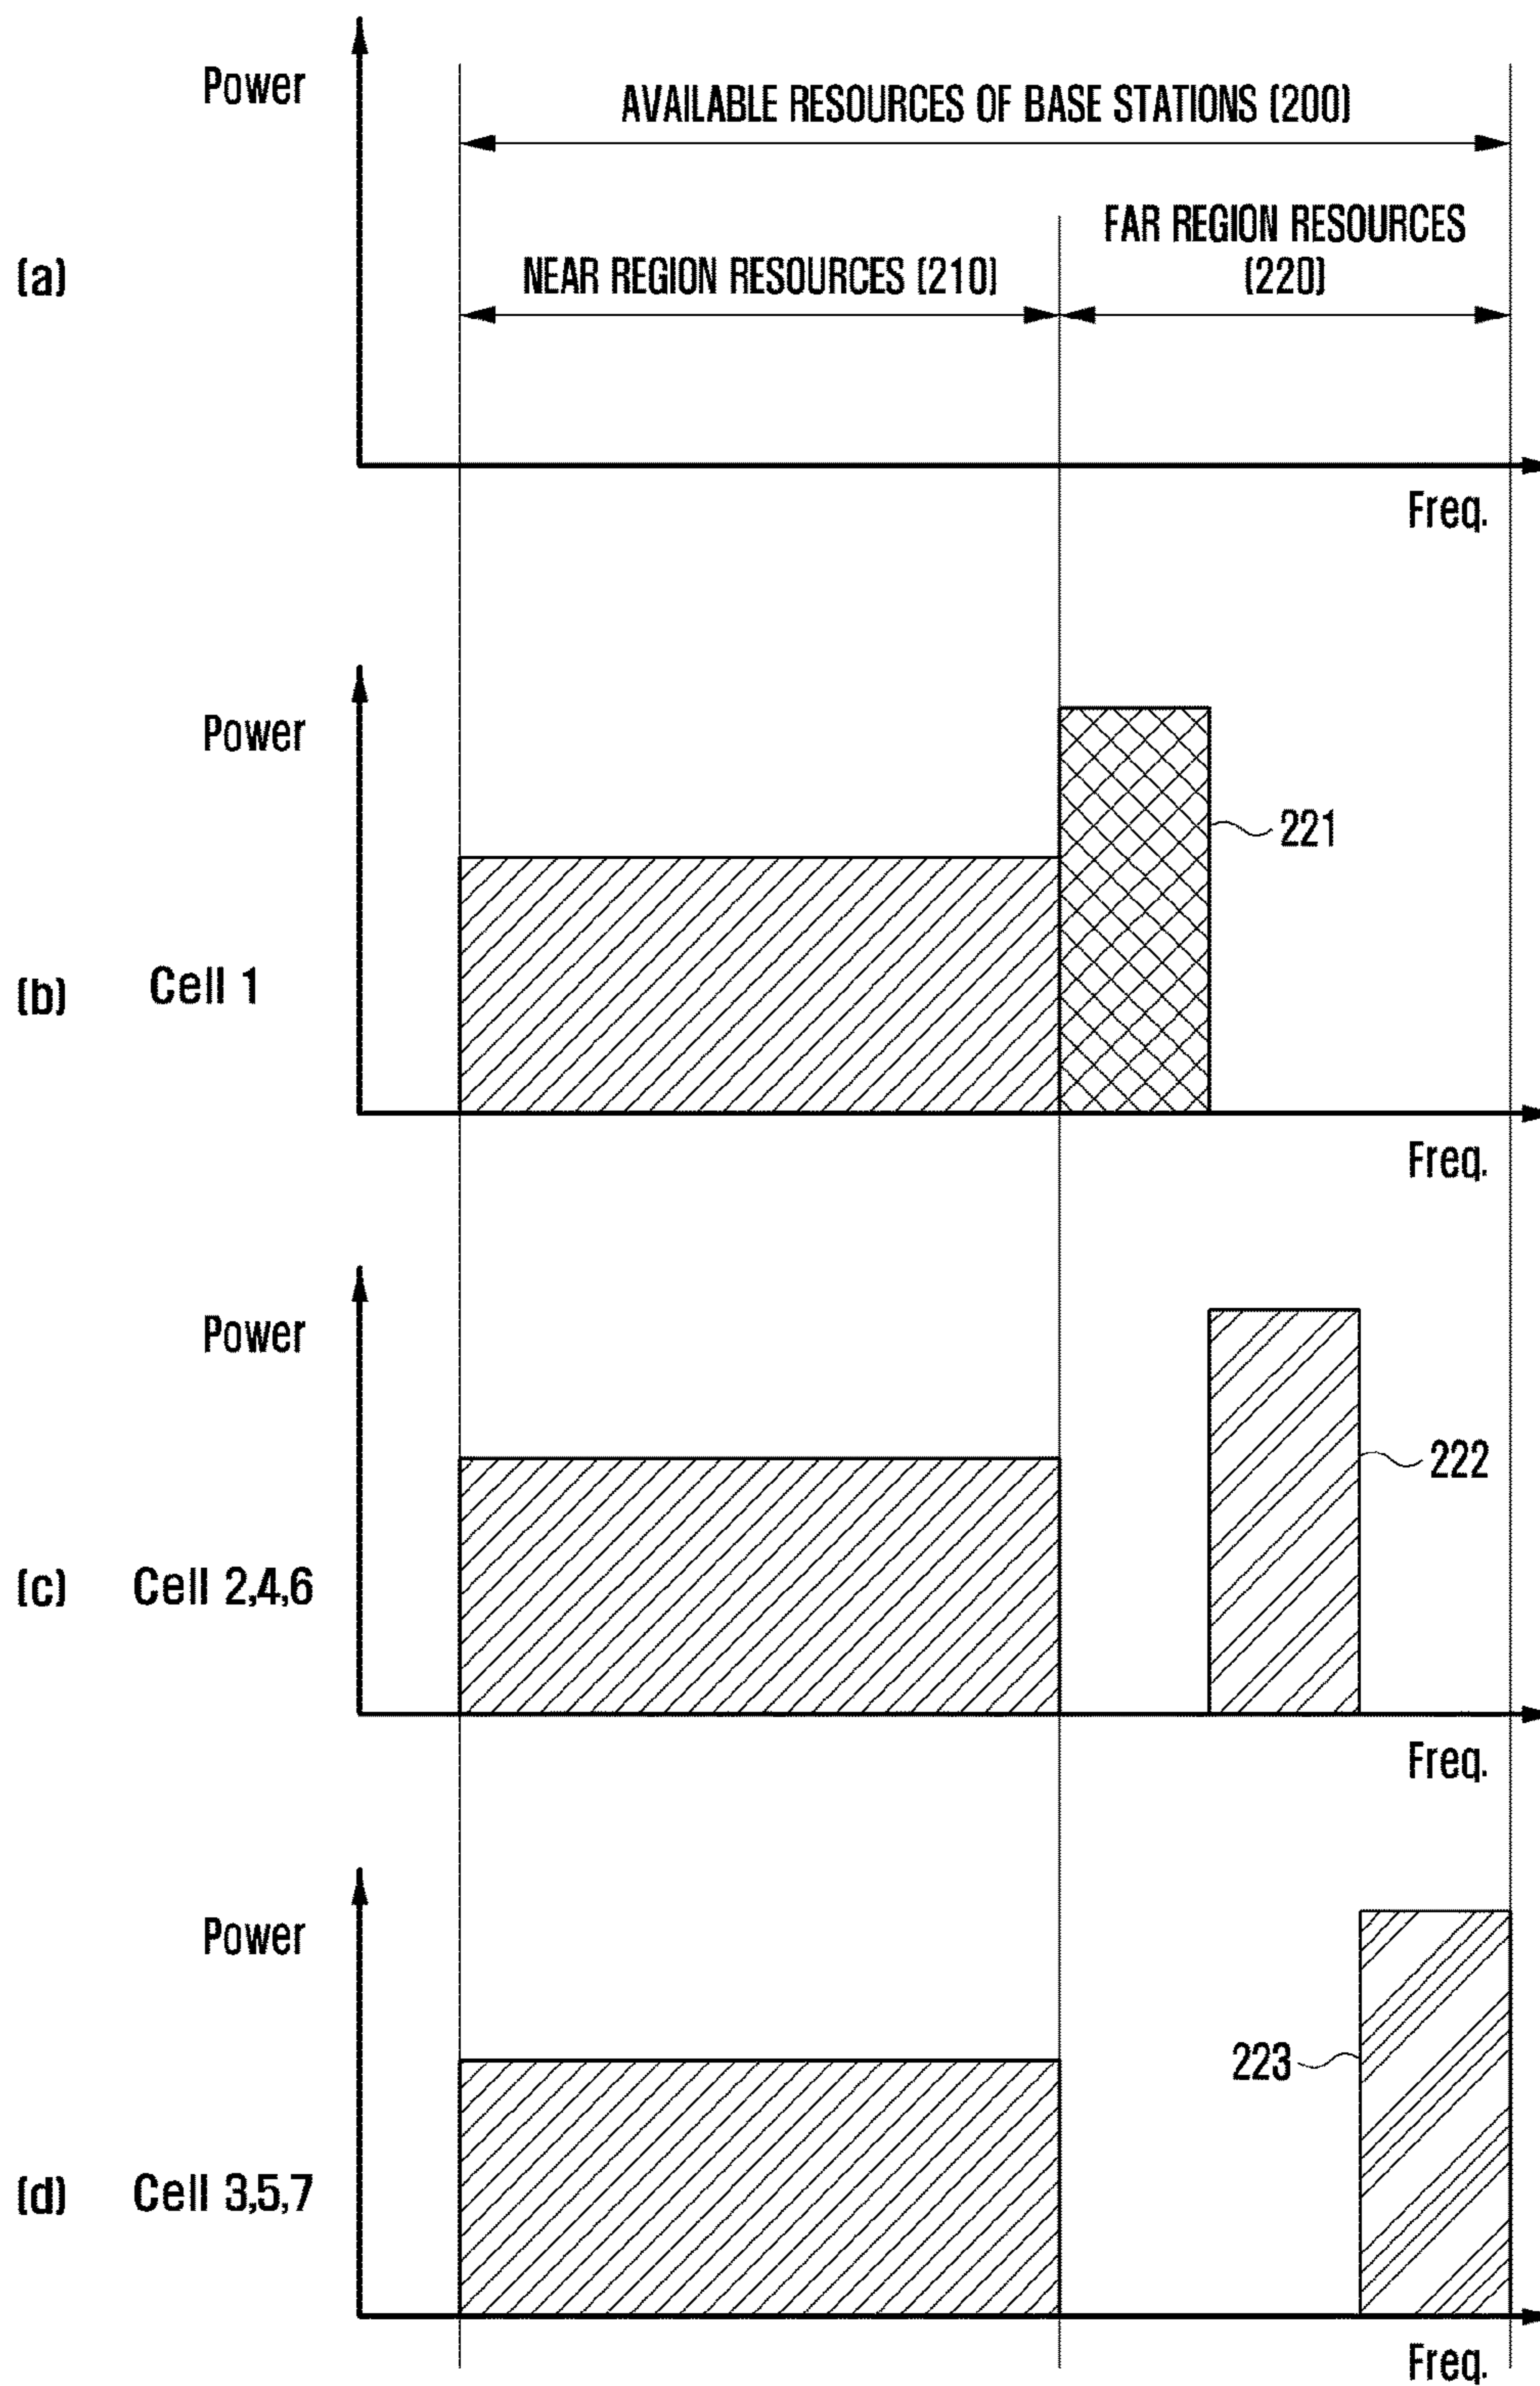 Power
AVAILABLE RESOURCES OF BASE STATIONS (200)
FAR REGION RESOURCES
(220)
NEAR REGION RESOURCES (210)
(a)
Freq.
Power
221
(b) Cell 1
Freq.
Power
222
(c) Cell 2,4,6
Freq.
Power
223
(d) Cell 3,5,7
Freq.